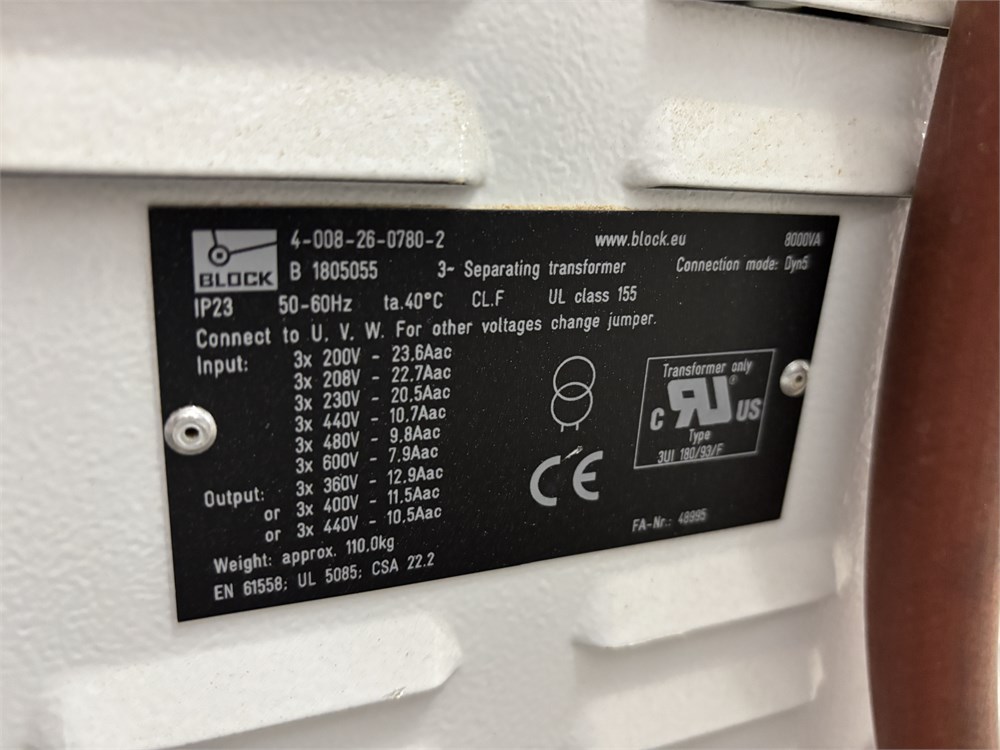 BLOCK
4-008-26-0780-2
www.block.eu
8000VA
B 1805055
3~ Separating transformer
Connection mode: Dyn5
IP23
50-60Hz
ta.40°C
CL.F
UL class 155
Connect to U. V. W. For other voltages change jumper.
Input: 3x 200V - 23.6Aac
3x 208V - 22.7Aac
3x 230V - 20.5Aac
3x 440V - 10.7Aac
3x 480V - 9.8Aac
3x 600V - 7.9Aac
Output: 3x 360V - 12.9Aac
or 3x 400V - 11.5Aac
or 3x 440V - 10.5Aac
Weight: approx. 110.0kg
EN 61558; UL 5085; CSA 22.2
CE
Transformer only
C RU® US
Type
3UI 180/93/F
FA-Nr.: 48995